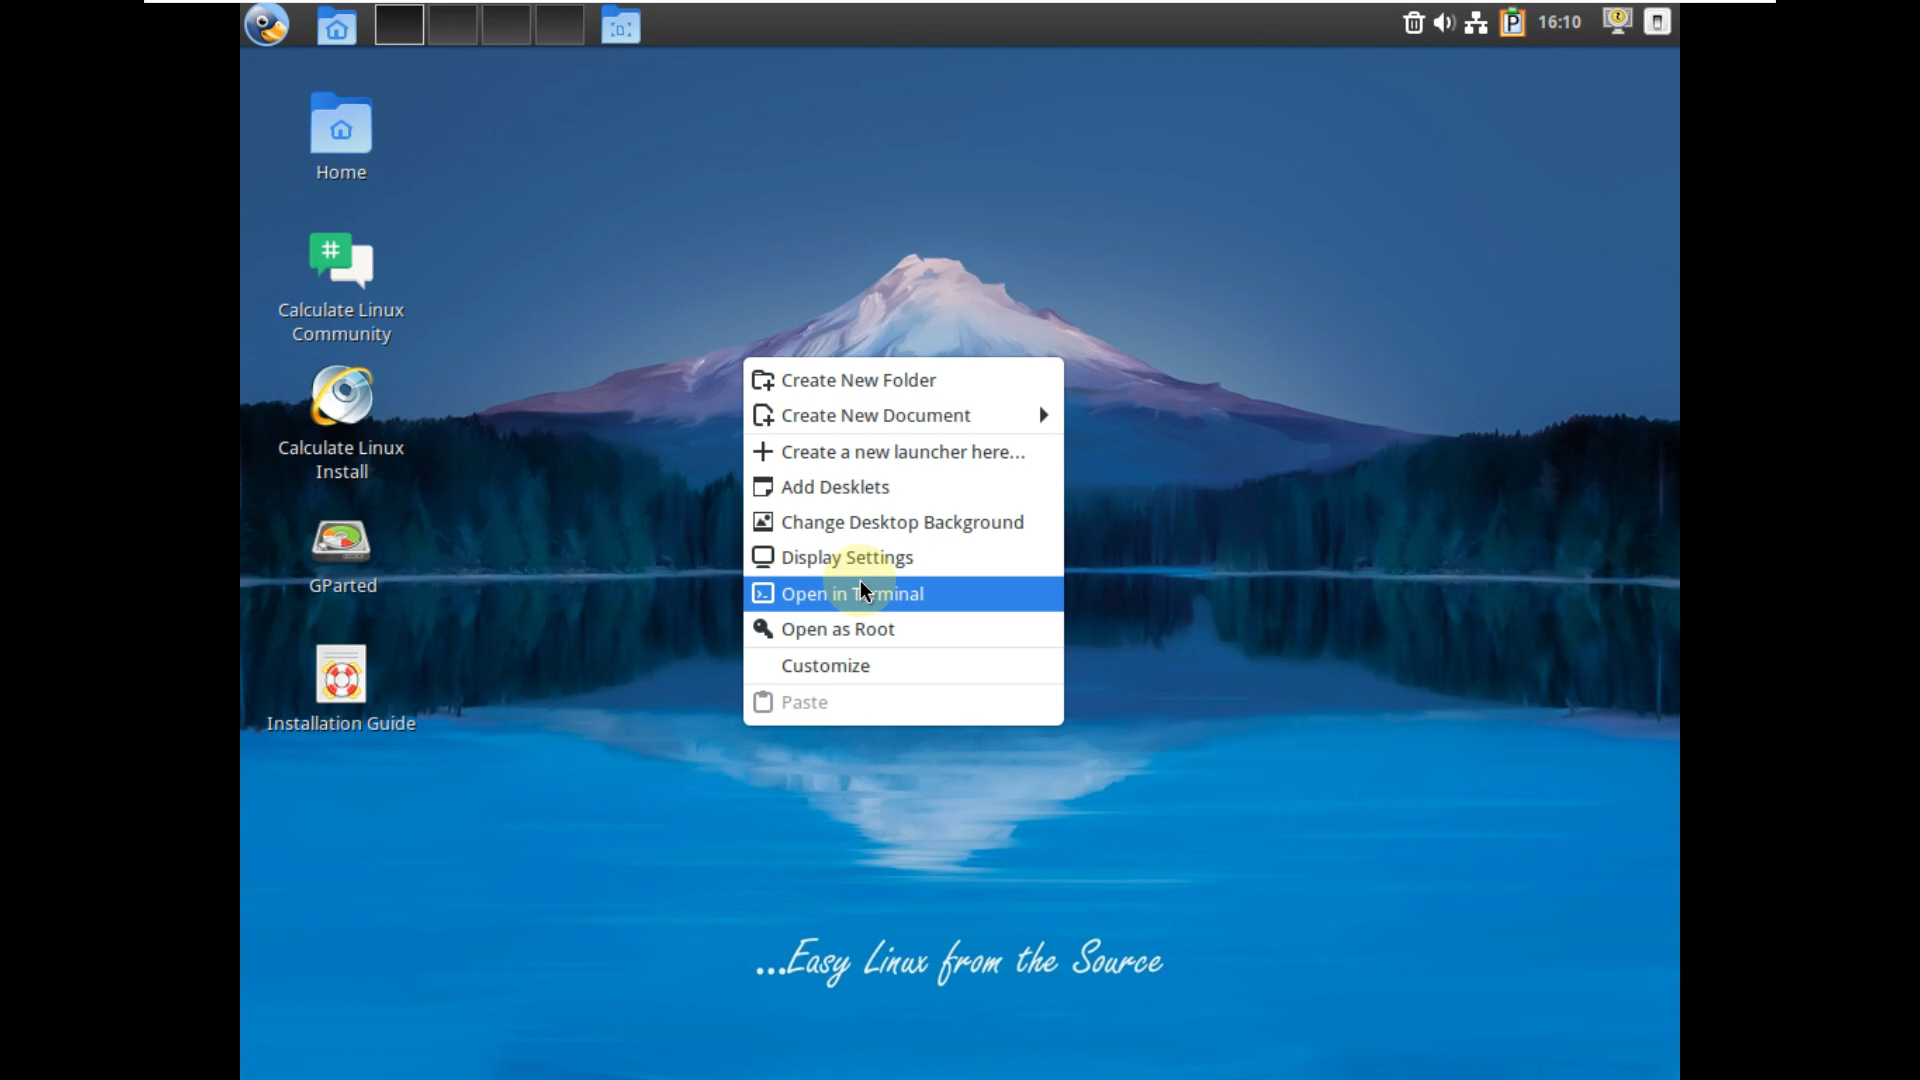 16:10
Home
Calculate Linux
Community
Calculate Linux
Install
GParted
Installation Guide
Create New Folder
Create New Document
Create a new launcher here...
Add Desklets
Change Desktop Background
Display Settings
Open in Terminal
Open as Root
Customize
Paste
...Easy Linux from the Source